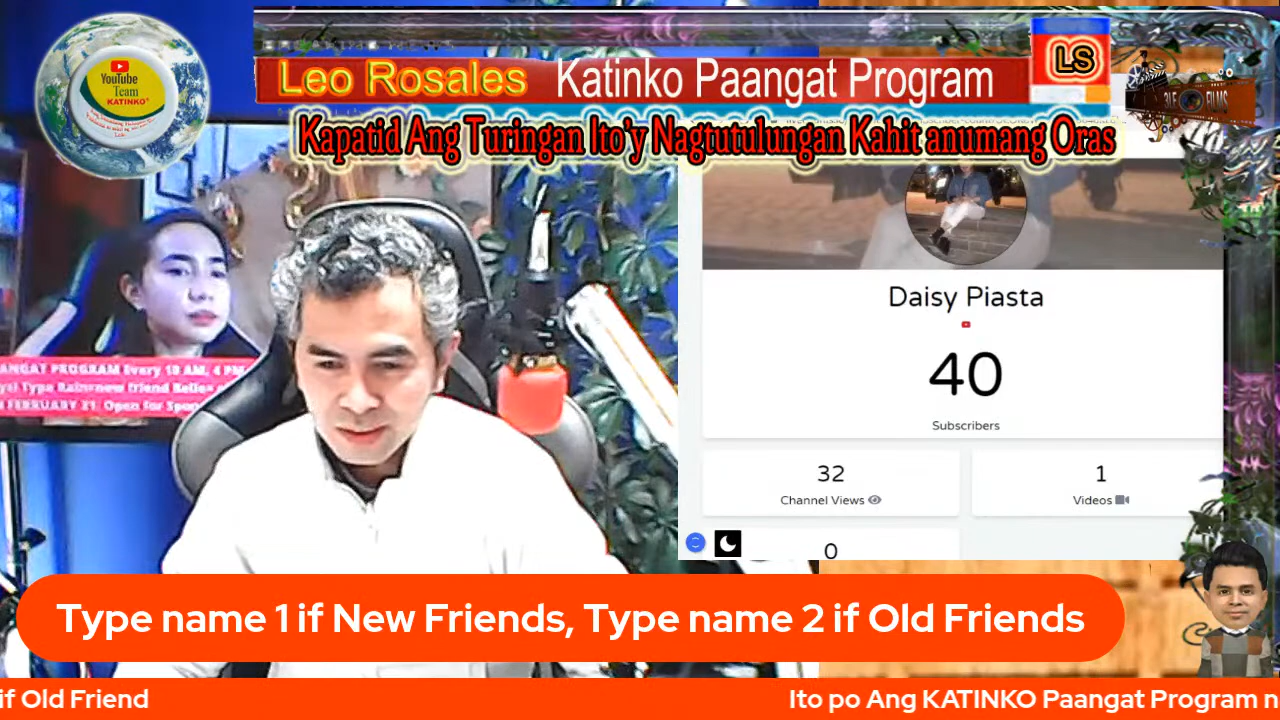 YouTube
Team
KATINKO
Leo Rosales Katinko Paangat Program
LS
3LF FILMS
Kapatid Ang Turingan Ito'y Nagtutulungan Kahit anumang Oras
ANGAT PROGRAM Every 10 AM, 4 PM
FEBRUARY 21. Open for
Daisy Piasta
40
Subscribers
32
Channel Views
1
Videos
0
Type name 1 if New Friends, Type name 2 if Old Friends
if Old Friend
Ito po Ang KATINKO Paangat Program n